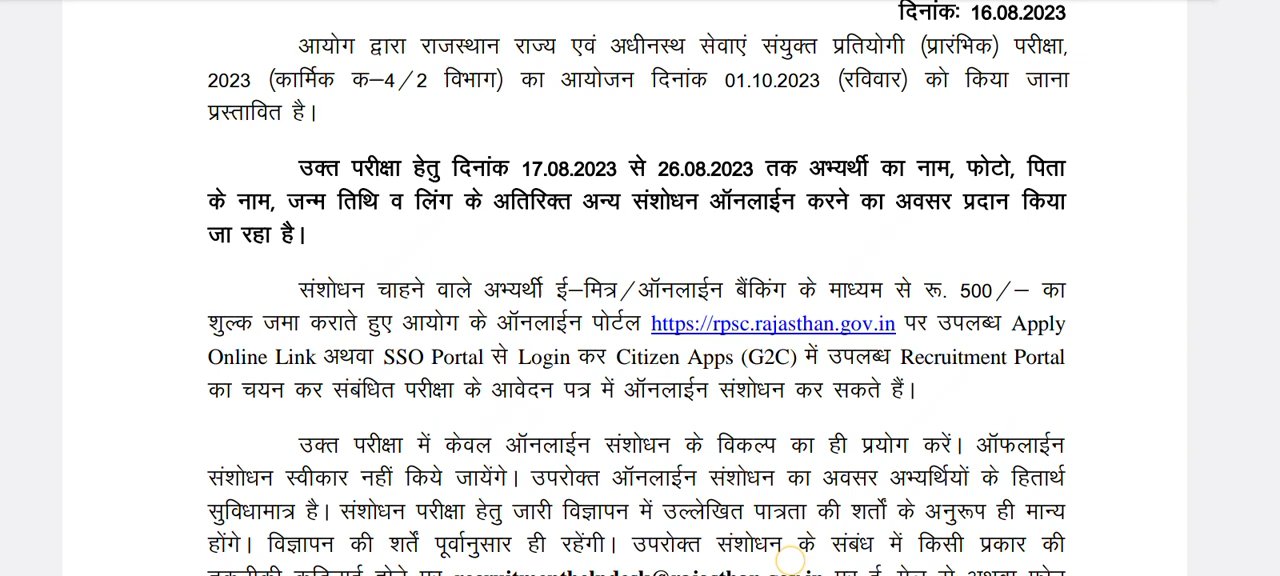 दिनांकः 16.08.2023
आयोग द्वारा राजस्थान राज्य एवं अधीनस्थ सेवाएं संयुक्त प्रतियोगी (प्रारंभिक) परीक्षा,
2023 (कार्मिक क–4/2 विभाग) का आयोजन दिनांक 01.10.2023 (रविवार) को किया जाना
प्रस्तावित है।
उक्त परीक्षा हेतु दिनांक 17.08.2023 से 26.08.2023 तक अभ्यर्थी का नाम, फोटो, पिता
के नाम, जन्म तिथि व लिंग के अतिरिक्त अन्य संशोधन ऑनलाईन करने का अवसर प्रदान किया
जा रहा है।
संशोधन चाहने वाले अभ्यर्थी ई–मित्र/ऑनलाईन बैंकिंग के माध्यम से रू. 500/– का
शुल्क जमा कराते हुए आयोग के ऑनलाईन पोर्टल https://rpsc.rajasthan.gov.in पर उपलब्ध Apply
Online Link अथवा SSO Portal से Login कर Citizen Apps (G2C) में उपलब्ध Recruitment Portal
का चयन कर संबंधित परीक्षा के आवेदन पत्र में ऑनलाईन संशोधन कर सकते हैं।
उक्त परीक्षा में केवल ऑनलाईन संशोधन के विकल्प का ही प्रयोग करें। ऑफलाईन
संशोधन स्वीकार नहीं किये जायेंगे। उपरोक्त ऑनलाईन संशोधन का अवसर अभ्यर्थियों के हितार्थ
सुविधामात्र है। संशोधन परीक्षा हेतु जारी विज्ञापन में उल्लेखित पात्रता की शर्तों के अनुरूप ही मान्य
होंगे। विज्ञापन की शर्तें पूर्वानुसार ही रहेंगी। उपरोक्त संशोधन के संबंध में किसी प्रकार की